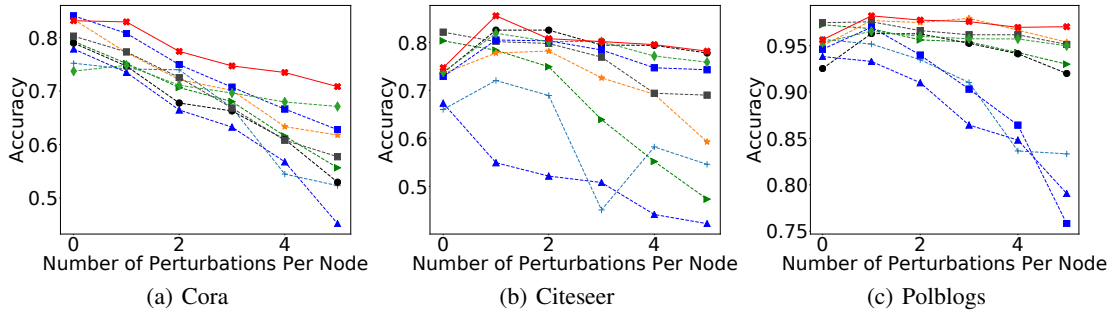 Accuracy
0.8
0.7
0.6
0.5
0 2 4
Number of Perturbations Per Node
(a) Cora
Accuracy
0.8
0.7
0.6
0.5
0 2 4
Number of Perturbations Per Node
(b) Citeseer
Accuracy
0.95
0.90
0.85
0.80
0.75
0 2 4
Number of Perturbations Per Node
(c) Polblogs